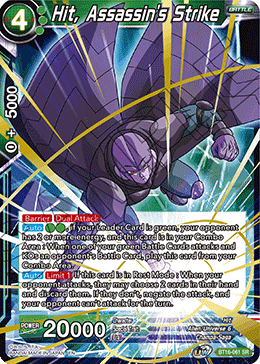 4
Hit, Assassin's Strike
BATTLE
0 + 5000
Barrier Dual Attack
Auto if your Leader Card is green, your opponent
has 2 or more energy, and this card is in your Combo
Area : When one of your green Battle Cards attacks and
KOs an opponent's Battle Card, play this card from your
Combo Area.
Auto Limit 1 If this card is in Rest Mode : When your
opponent attacks, they may choose 2 cards in their
hand and discard them. If they don't, negate the attack, and
your opponent can't attack for the turn.
POWER
20000
Hit
Universe 6
BT16-061 SR